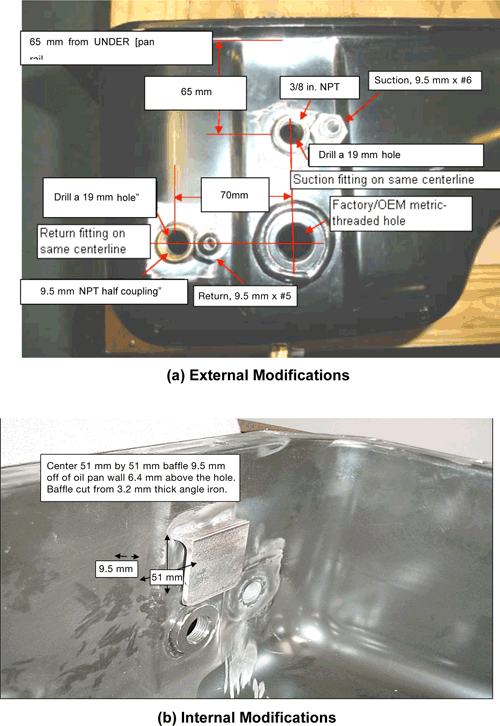 65 mm from UNDER [pan
rail
65 mm
3/8 in. NPT
Suction, 9.5 mm x #6
Drill a 19 mm hole
Suction fitting on same centerline
Drill a 19 mm hole”
70mm
Factory/OEM metric-
threaded hole
Return fitting on
same centerline
9.5 mm NPT half coupling”
Return, 9.5 mm x #5
(a) External Modifications
Center 51 mm by 51 mm baffle 9.5 mm
off of oil pan wall 6.4 mm above the hole.
Baffle cut from 3.2 mm thick angle iron.
9.5 mm
51 mm
(b) Internal Modifications